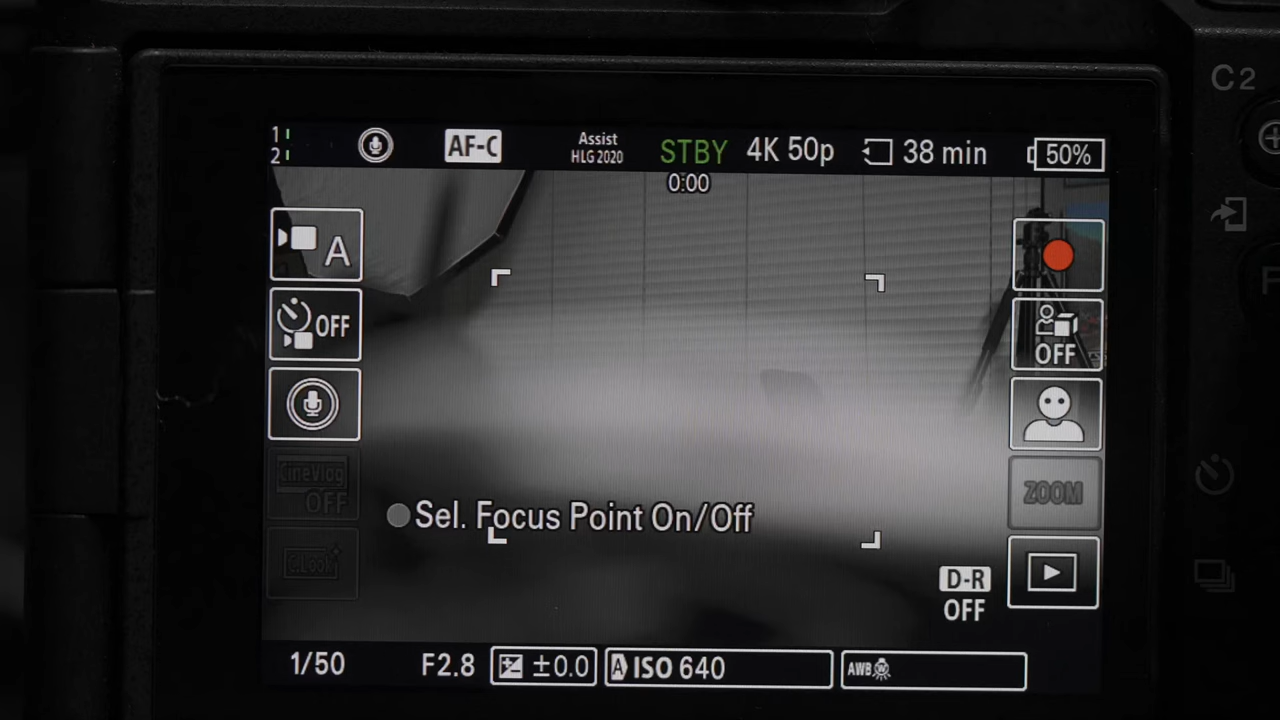 1
2
AF-C
Assist
HLG 2020
STBY
4K 50p
38 min
50%
0:00
C2
A
OFF
OFF
CineVlog
OFF
C.Look
ZOOM
Sel. Focus Point On/Off
D-R
OFF
1/50
F2.8
±0.0
A ISO 640
AWB W